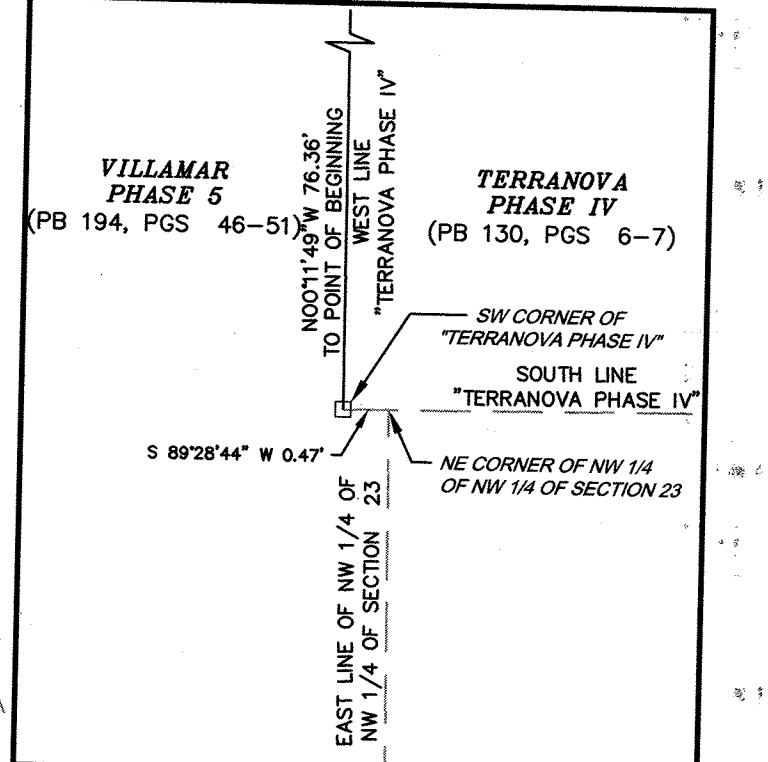 VILLAMAR
PHASE 5
(PB 194, PGS 46-51)
N00°11'49"W 76.36'
TO POINT OF BEGINNING
WEST LINE
"TERRANOVA PHASE IV"
TERRANOVA
PHASE IV
(PB 130, PGS 6-7)
SW CORNER OF
"TERRANOVA PHASE IV"
SOUTH LINE
"TERRANOVA PHASE IV"
S 89°28'44" W 0.47'
NE CORNER OF NW 1/4
OF NW 1/4 OF SECTION 23
EAST LINE OF NW 1/4 OF
NW 1/4 OF SECTION 23